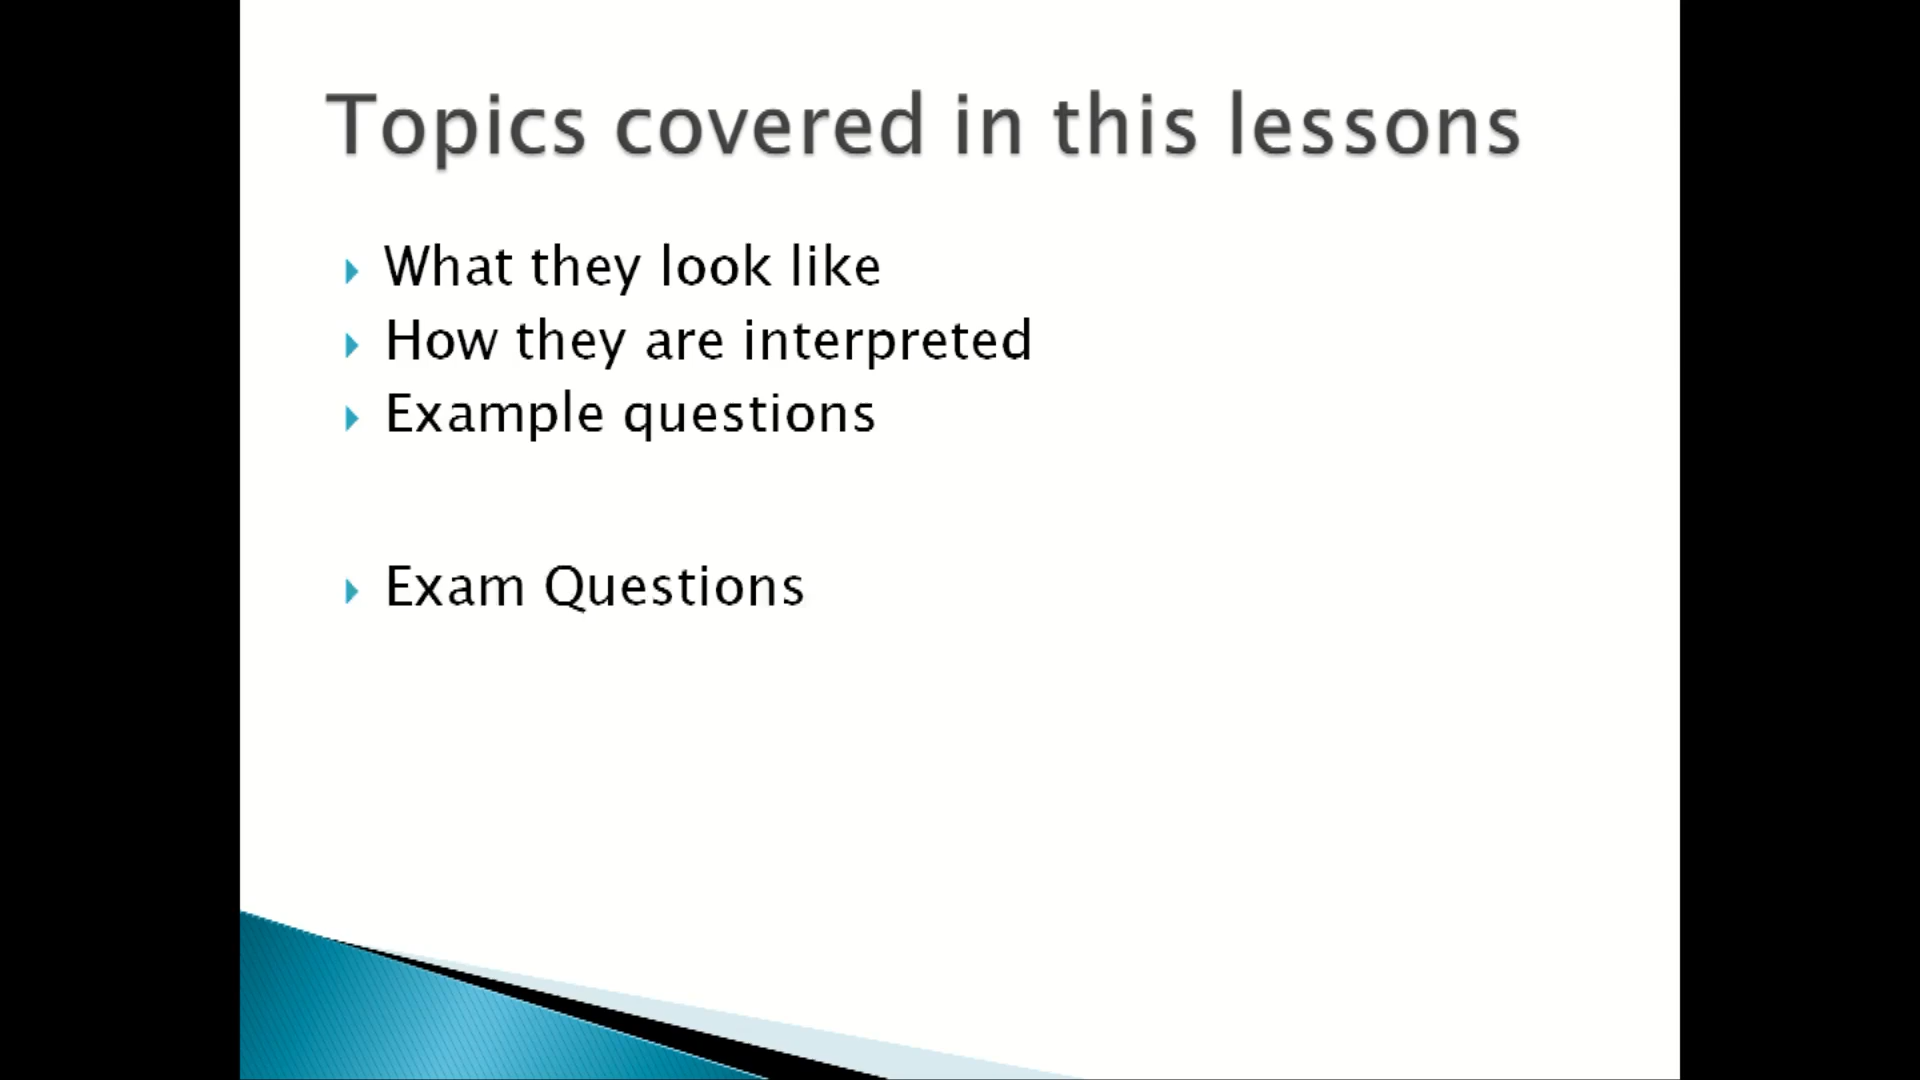 Topics covered in this lessons
What they look like
How they are interpreted
Example questions
Exam Questions